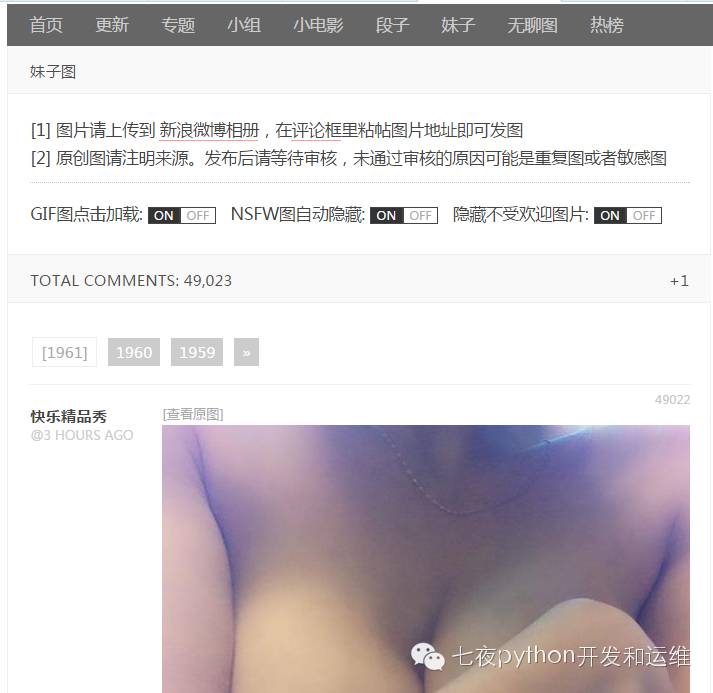 首页 更新 专题 小组 小电影 段子 妹子 无聊图 热榜
妹子图
[1] 图片请上传到 新浪微博相册，在评论框里粘帖图片地址即可发图
[2] 原创图请注明来源。发布后请等待审核，未通过审核的原因可能是重复图或者敏感图
GIF图点击加载: ON OFF NSFW图自动隐藏: ON OFF 隐藏不受欢迎图片: ON OFF
TOTAL COMMENTS: 49,023 +1
[1961] 1960 1959 »
49022
快乐精品秀 [查看原图]
@3 HOURS AGO
七夜python开发和运维